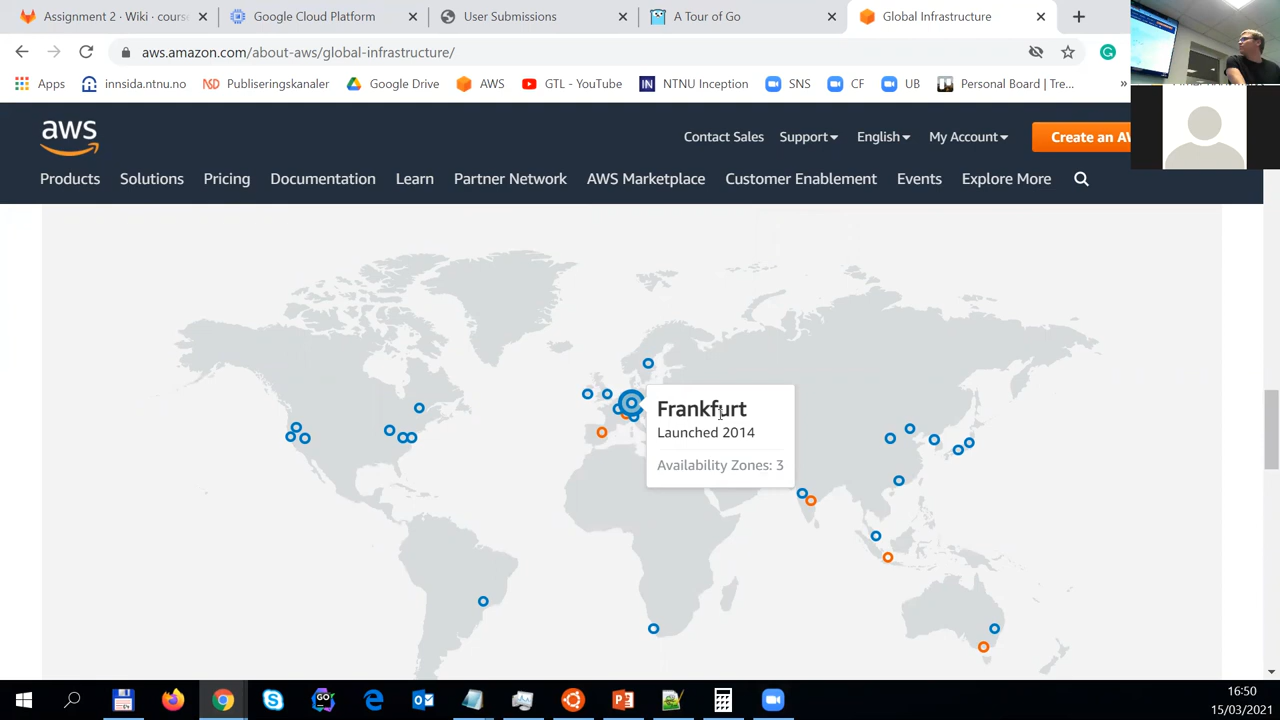 Assignment 2 · Wiki · cours
Google Cloud Platform
User Submissions
A Tour of Go
Global Infrastructure
aws.amazon.com/about-aws/global-infrastructure/
Apps
innsida.ntnu.no
Publiseringskanaler
Google Drive
AWS
GTL - YouTube
IN
NTNU Inception
SNS
CF
UB
Personal Board | Tre...
»
aws
Contact Sales
Support
English
My Account
Create an AW
Products
Solutions
Pricing
Documentation
Learn
Partner Network
AWS Marketplace
Customer Enablement
Events
Explore More
Frankfurt
Launched 2014
Availability Zones: 3
16:50
15/03/2021